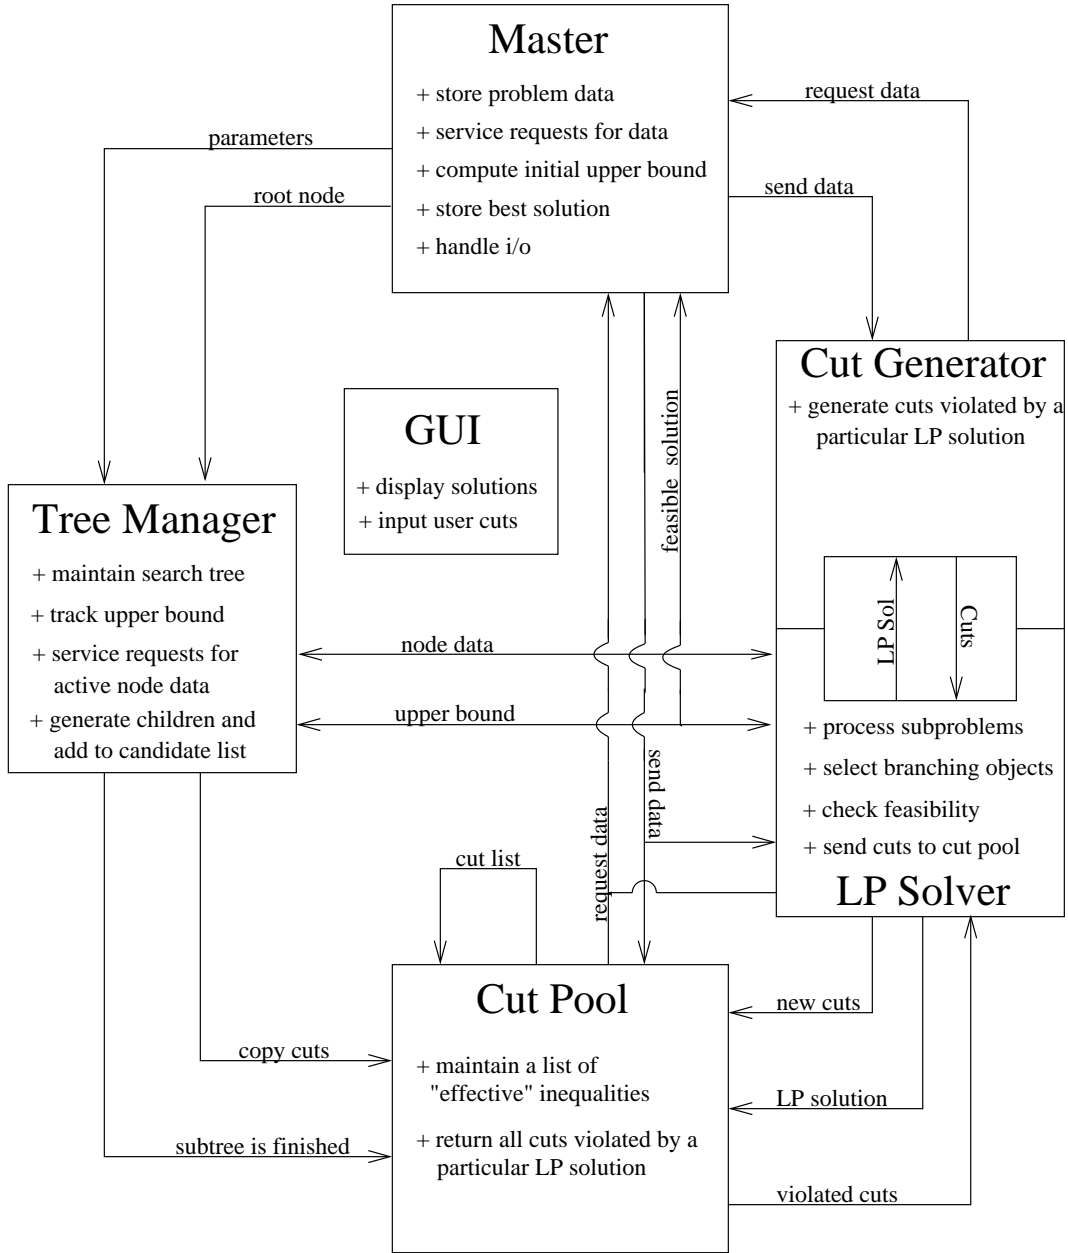 Master
+ store problem data
+ service requests for data
+ compute initial upper bound
+ store best solution
+ handle i/o
request data
send data
parameters
root node
Cut Generator
+ generate cuts violated by a
particular LP solution
GUI
+ display solutions
+ input user cuts
feasible solution
Tree Manager
+ maintain search tree
+ track upper bound
+ service requests for
active node data
+ generate children and
add to candidate list
LP Sol
Cuts
node data
upper bound
+ process subproblems
+ select branching objects
+ check feasibility
+ send cuts to cut pool
LP Solver
send data
request data
cut list
Cut Pool
+ maintain a list of
"effective" inequalities
+ return all cuts violated by a
particular LP solution
new cuts
LP solution
violated cuts
copy cuts
subtree is finished